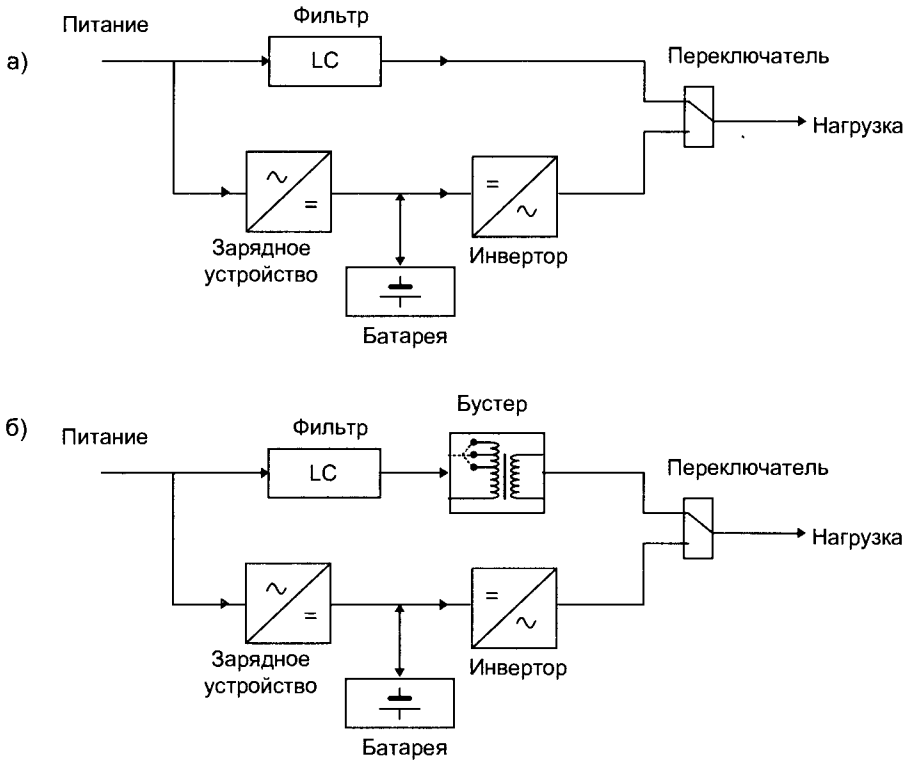 а)
Питание
Фильтр
LC
Переключатель
Нагрузка
Зарядное
устройство
Инвертор
Батарея
б)
Питание
Фильтр
LC
Бустер
Переключатель
Нагрузка
Зарядное
устройство
Инвертор
Батарея